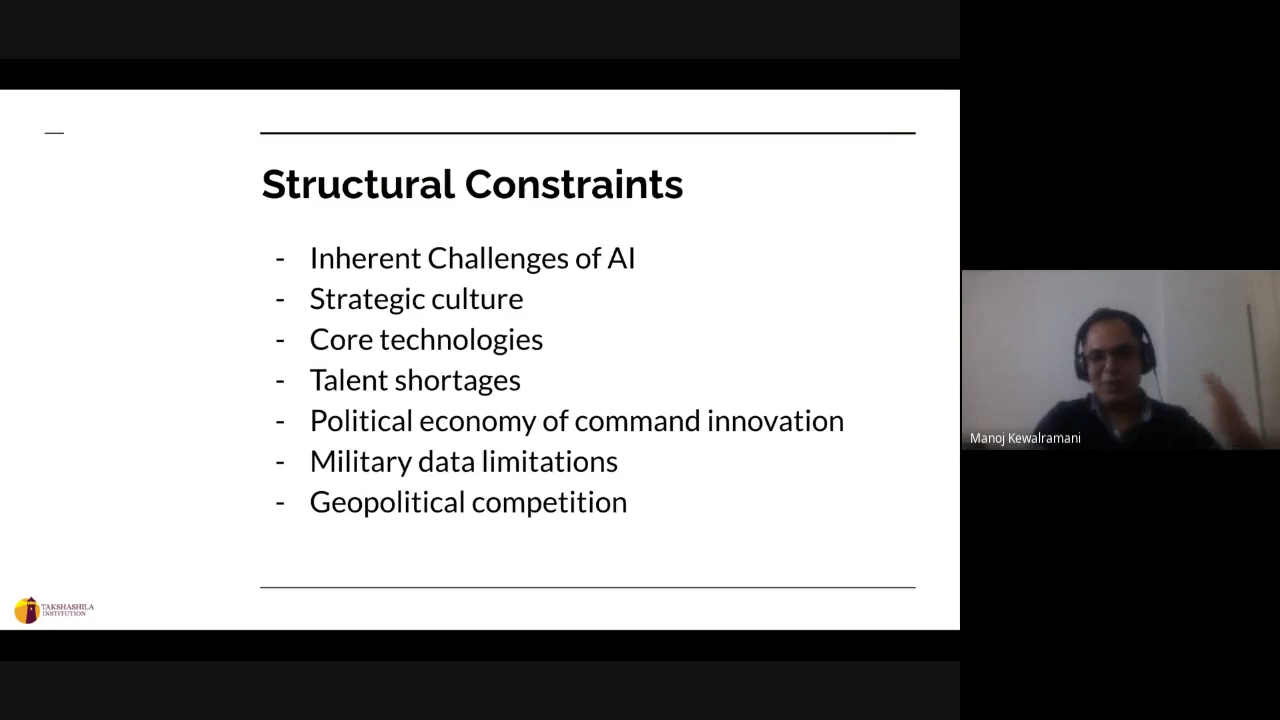 Structural Constraints
- Inherent Challenges of AI
- Strategic culture
- Core technologies
- Talent shortages
- Political economy of command innovation
- Military data limitations
- Geopolitical competition
TAKSHASHILA
INSTITUTION
Manoj Kewalramani